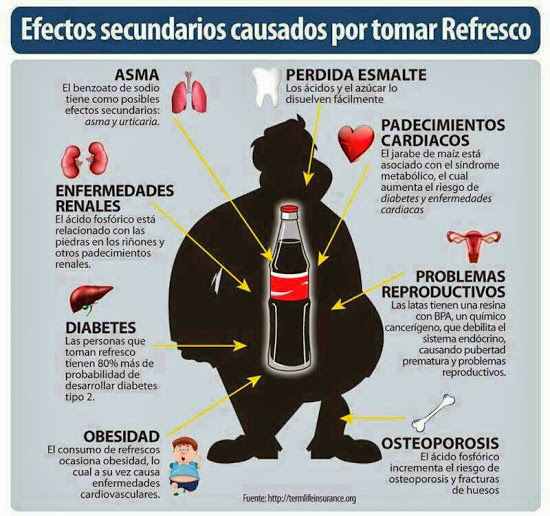 Efectos secundarios causados por tomar Refresco
ASMA
El benzoato de sodio
tiene como posibles
efectos secundarios:
asma y urticaria.
PERDIDA ESMALTE
Los ácidos y el azúcar lo
disuelven fácilmente
PADECIMIENTOS
CARDIACOS
El jarabe de maíz está
asociado con el síndrome
metabólico, el cual
aumenta el riesgo de
diabetes y enfermedades
cardiacas
ENFERMEDADES
RENALES
El ácido fosfórico está
relacionado con las
piedras en los riñones y
otros padecimientos
renales.
PROBLEMAS
REPRODUCTIVOS
Las latas tienen una resina
con BPA, un químico
cancerígeno, que debilita el
sistema endócrino,
causando pubertad
prematura y problemas
reproductivos.
DIABETES
Las personas que
toman refresco
tienen 80% más de
probabilidad de
desarrollar diabetes
tipo 2.
OBESIDAD
El consumo de refrescos
ocasiona obesidad, lo
cual a su vez causa
enfermedades
cardiovasculares.
OSTEOPOROSIS
El ácido fosfórico
incrementa el riesgo de
osteoporosis y fracturas
de huesos
Fuente: http://termlifeinsurance.org